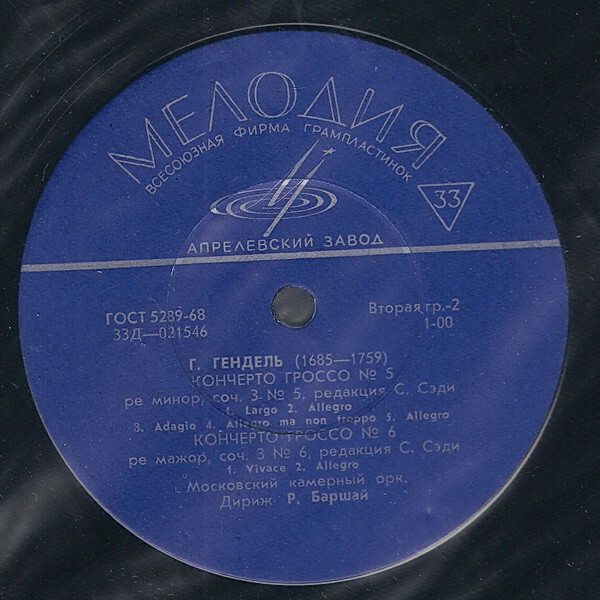 МЕЛОДИЯ
ВСЕСОЮЗНАЯ ФИРМА ГРАМПЛАСТИНОК
33
АПРЕЛЕВСКИЙ ЗАВОД
ГОСТ 5289-68
33Д—021546
Вторая гр.-2
1-00
Г. ГЕНДЕЛЬ (1685—1759)
КОНЧЕРТО ГРОССО № 5
ре минор, соч. 3 № 5, редакция С. Сэди
1. Largo 2. Allegro
3. Adagio 4. Allegro ma non troppo 5. Allegro
КОНЧЕРТО ГРОССО № 6
ре мажор, соч. 3 № 6, редакция С. Сэди
1. Vivace 2. Allegro
Московский камерный орк.
Дириж Р. Баршай